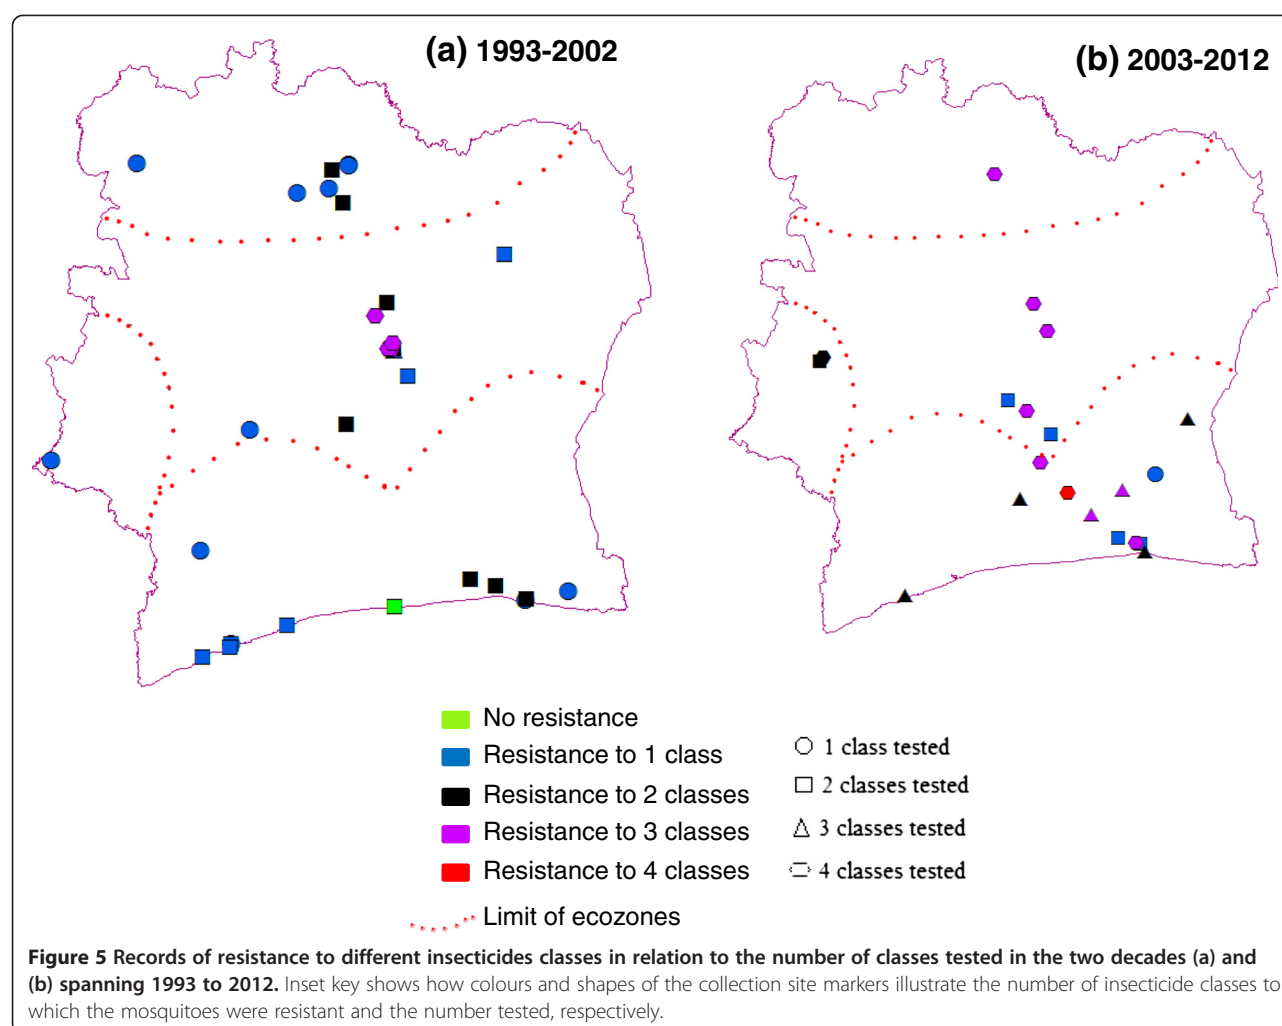 (a) 1993-2002
(b) 2003-2012
No resistance
Resistance to 1 class
Resistance to 2 classes
Resistance to 3 classes
Resistance to 4 classes
Limit of ecozones
1 class tested
2 classes tested
3 classes tested
4 classes tested
Figure 5 Records of resistance to different insecticides classes in relation to the number of classes tested in the two decades (a) and
(b) spanning 1993 to 2012. Inset key shows how colours and shapes of the collection site markers illustrate the number of insecticide classes to
which the mosquitoes were resistant and the number tested, respectively.